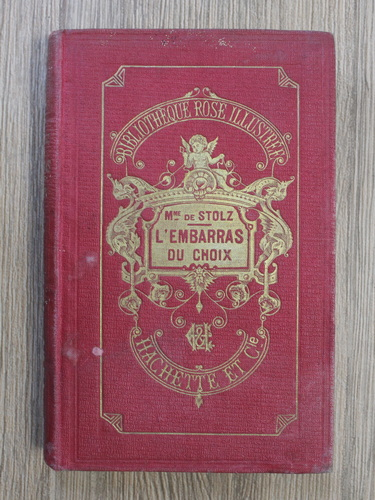 BIBLIOTHÈQUE ROSE ILLUSTRÉE
Mme DE STOLZ
L'EMBARRAS
DU CHOIX
H&C
HACHETTE ET Cie